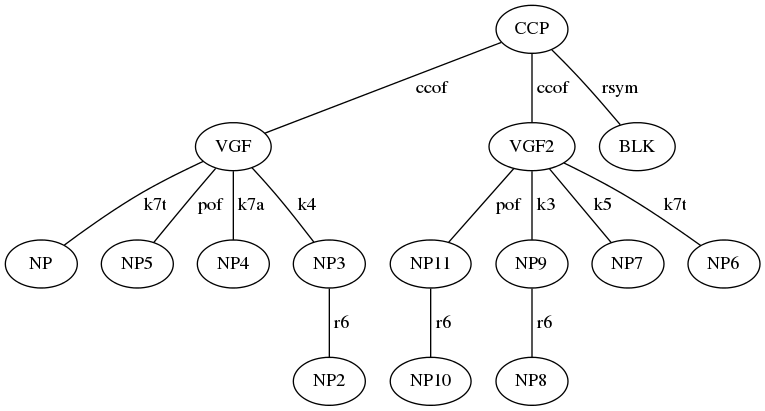 CCP
ccof ccof rsym
VGF VGF2 BLK
k7t pof k7a k4 pof k3 k5 k7t
NP NP5 NP4 NP3 NP11 NP9 NP7 NP6
r6 r6 r6
NP2 NP10 NP8